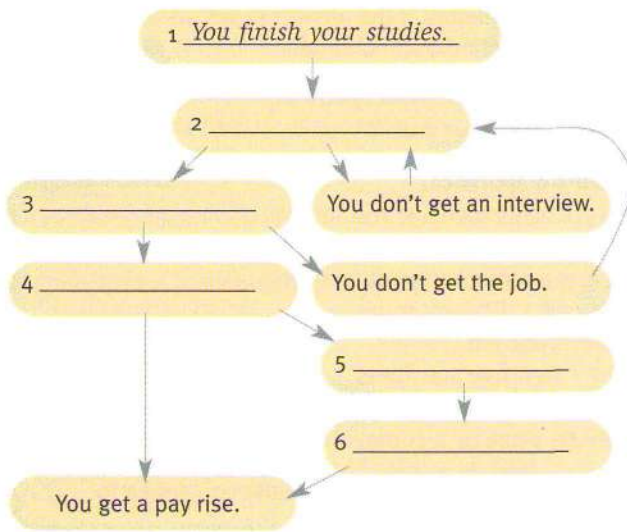 1 You finish your studies.
2
You don't get an interview.
3
You don't get the job.
4
5
6
You get a pay rise.